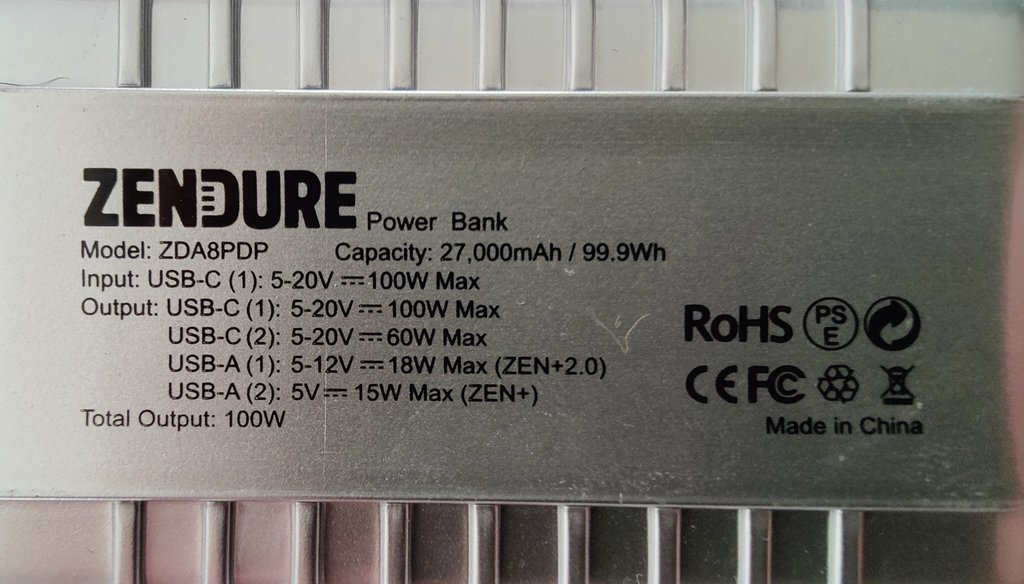 ZENDURE Power Bank
Model: ZDA8PDP Capacity: 27,000mAh / 99.9Wh
Input: USB-C (1): 5-20V ⎓ 100W Max
Output: USB-C (1): 5-20V ⎓ 100W Max
USB-C (2): 5-20V ⎓ 60W Max
USB-A (1): 5-12V ⎓ 18W Max (ZEN+2.0)
USB-A (2): 5V ⎓ 15W Max (ZEN+)
Total Output: 100W
RoHS PS E
CE FC
Made in China